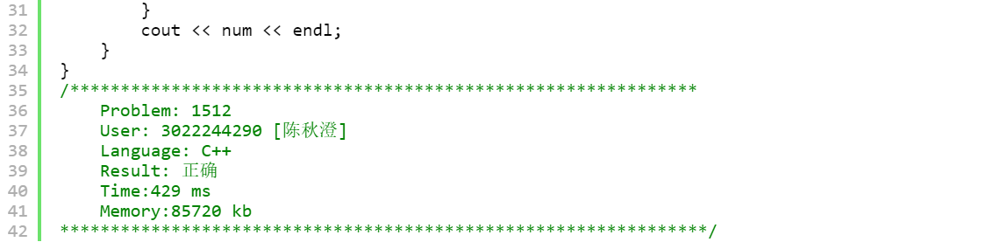 31         }
32         cout << num << endl;
33     }
34 }
35 /**************************************************************
36     Problem: 1512
37     User: 3022244290 [陈秋澄]
38     Language: C++
39     Result: 正确
40     Time:429 ms
41     Memory:85720 kb
42 ****************************************************************/